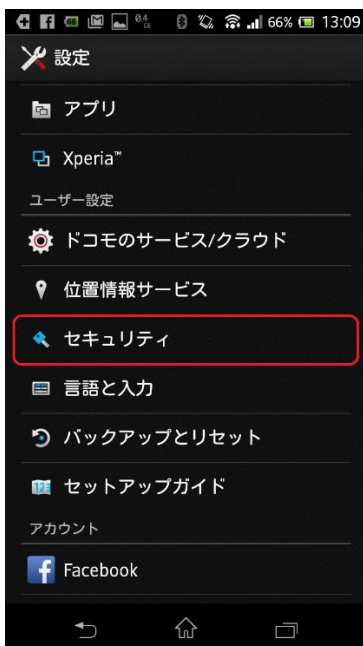 66% 13:09
設定
アプリ
Xperia™
ユーザー設定
ドコモのサービス/クラウド
位置情報サービス
セキュリティ
言語と入力
バックアップとリセット
セットアップガイド
アカウント
Facebook